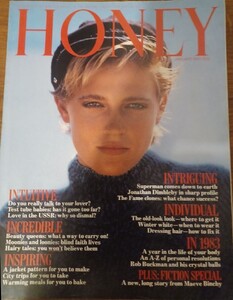 HONEY
INTUITIVE
Do you really talk to your lover?
Test tube babies: has it gone too far?
Love in the USSR: why so dismal?
INCREDIBLE
Beauty queens: what a way to carry on!
Moonies and loonies: blind faith lives
Hairy tales: you won't believe them
INSPIRING
A jacket pattern for you to make
City trips for you to take
Warming meals for you to bake
INTRIGUING
Superman comes down to earth
Jonathan Dimbleby in sharp profile
The Fame clones: what chance success?
INDIVIDUAL
The old-look look—where to get it
Winter white—when to wear it
Dressing hair—how to fix it
IN 1983
A year in the life of your body
An A-Z of personal resolutions
Rob Buckman and his crystal balls
PLUS: FICTION SPECIAL
A new, long story from Maeve Binchy